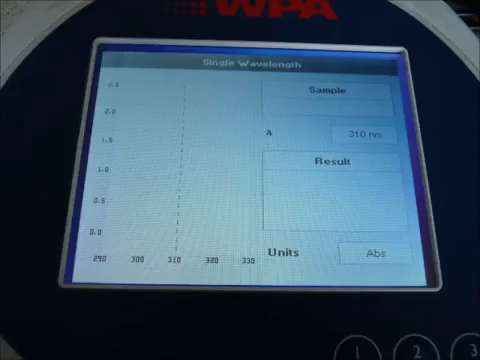 WPA
Single Wavelength
Sample
λ 310 nm
Result
Units Abs
2.5
2.0
1.5
1.0
0.5
0.0
290 300 310 320 330
1 2 3